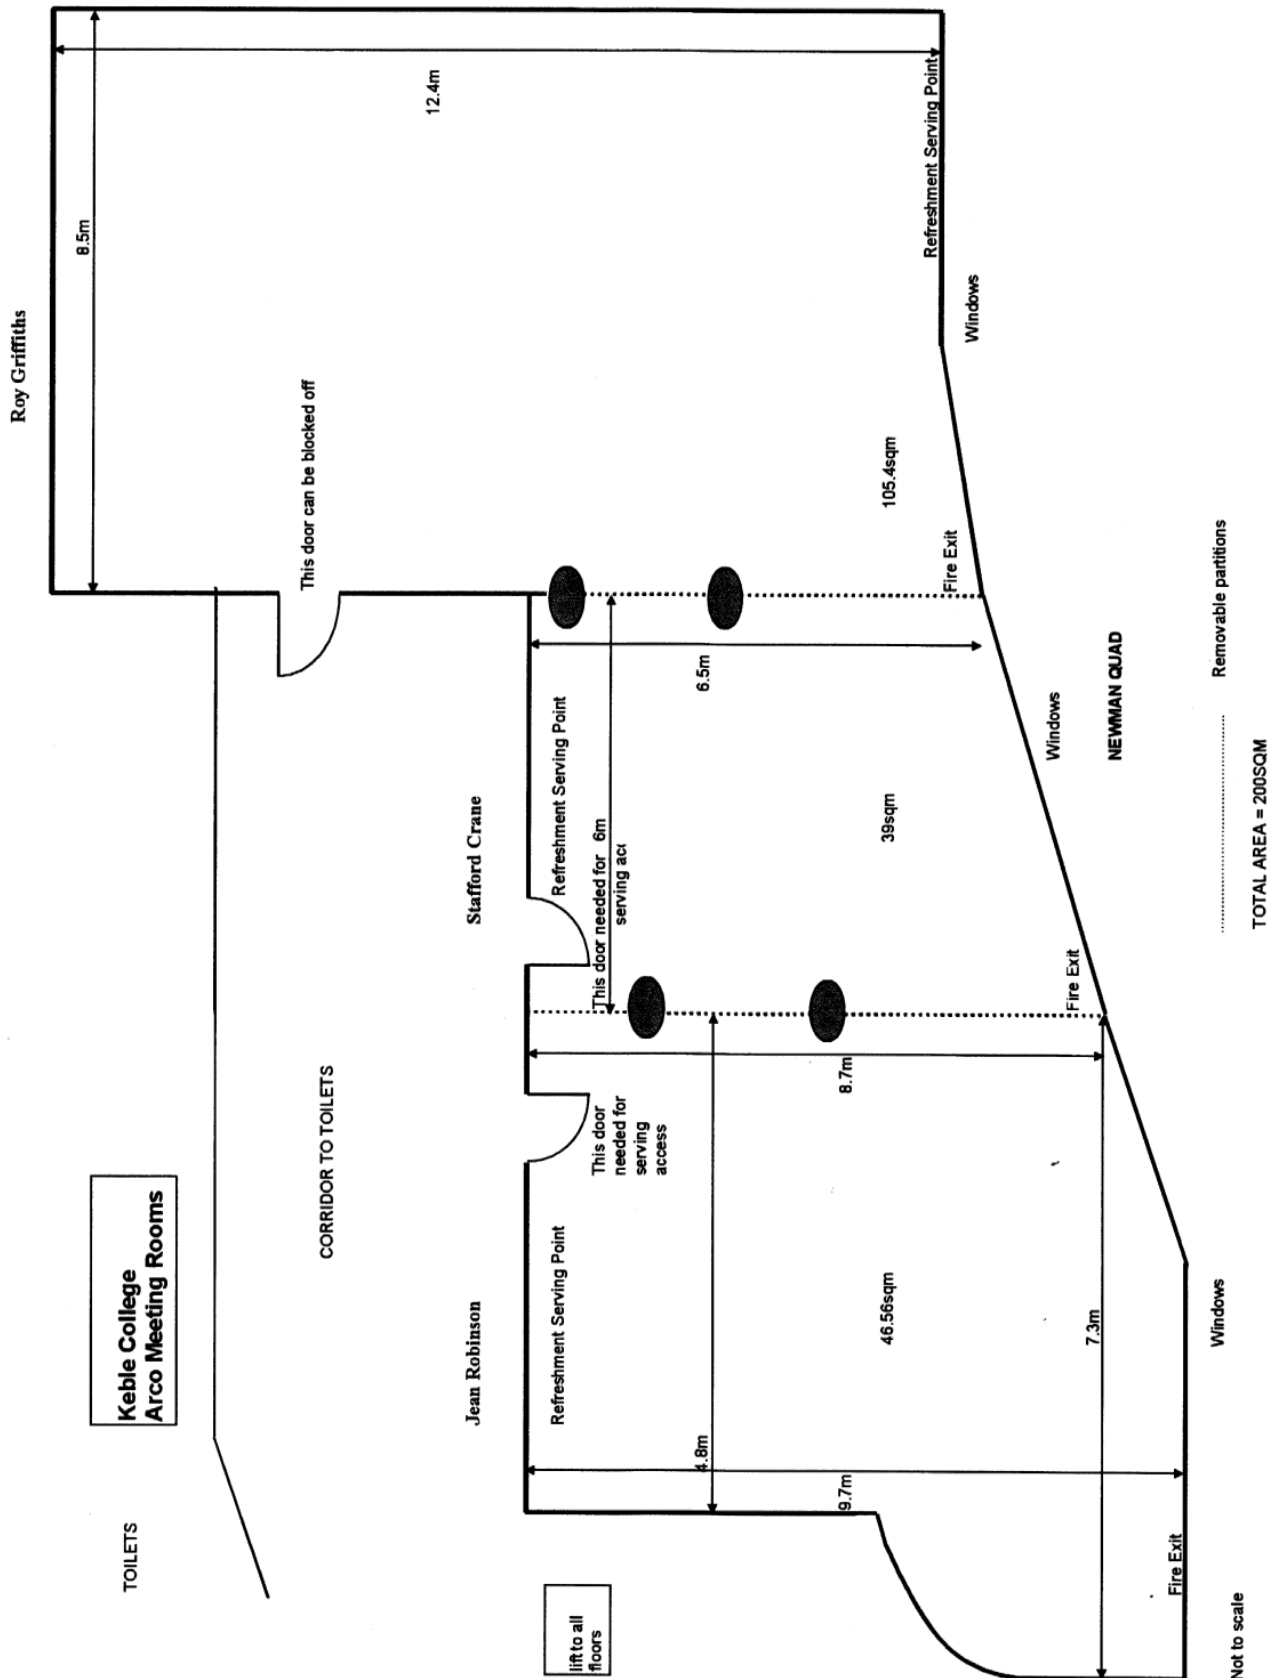 Keble College
Arco Meeting Rooms
TOILETS
CORRIDOR TO TOILETS
lift to all
floors
Jean Robinson
Stafford Crane
Roy Griffiths
8.5m
12.4m
This door can be blocked off
Refreshment Serving Point
Refreshment Serving Point
Refreshment Serving Point
This door
needed for
serving
access
This door needed for
serving acc
6m
6.5m
8.7m
4.8m
9.7m
7.3m
46.56sqm
39sqm
105.4sqm
Fire Exit
Fire Exit
Fire Exit
Windows
Windows
Windows
NEWMAN QUAD
Not to scale
Removable partitions
TOTAL AREA = 200SQM